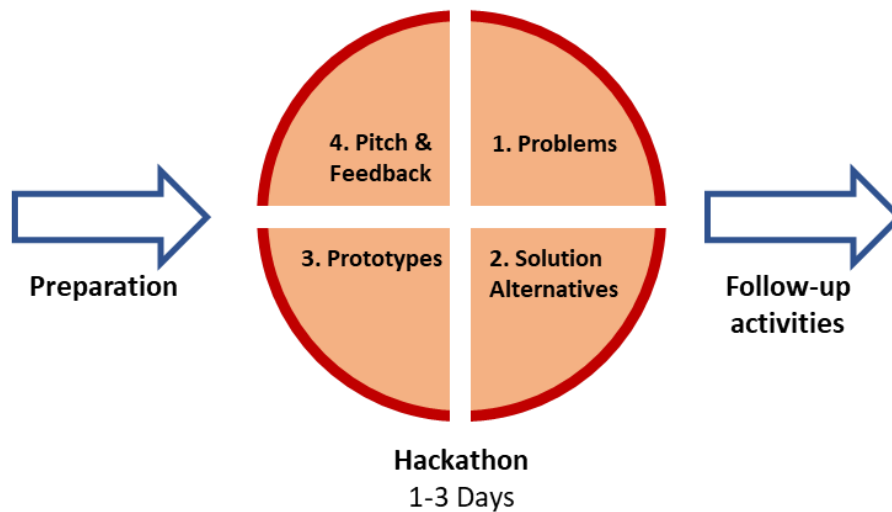 Preparation
1. Problems
2. Solution
Alternatives
3. Prototypes
4. Pitch &
Feedback
Hackathon
1-3 Days
Follow-up
activities